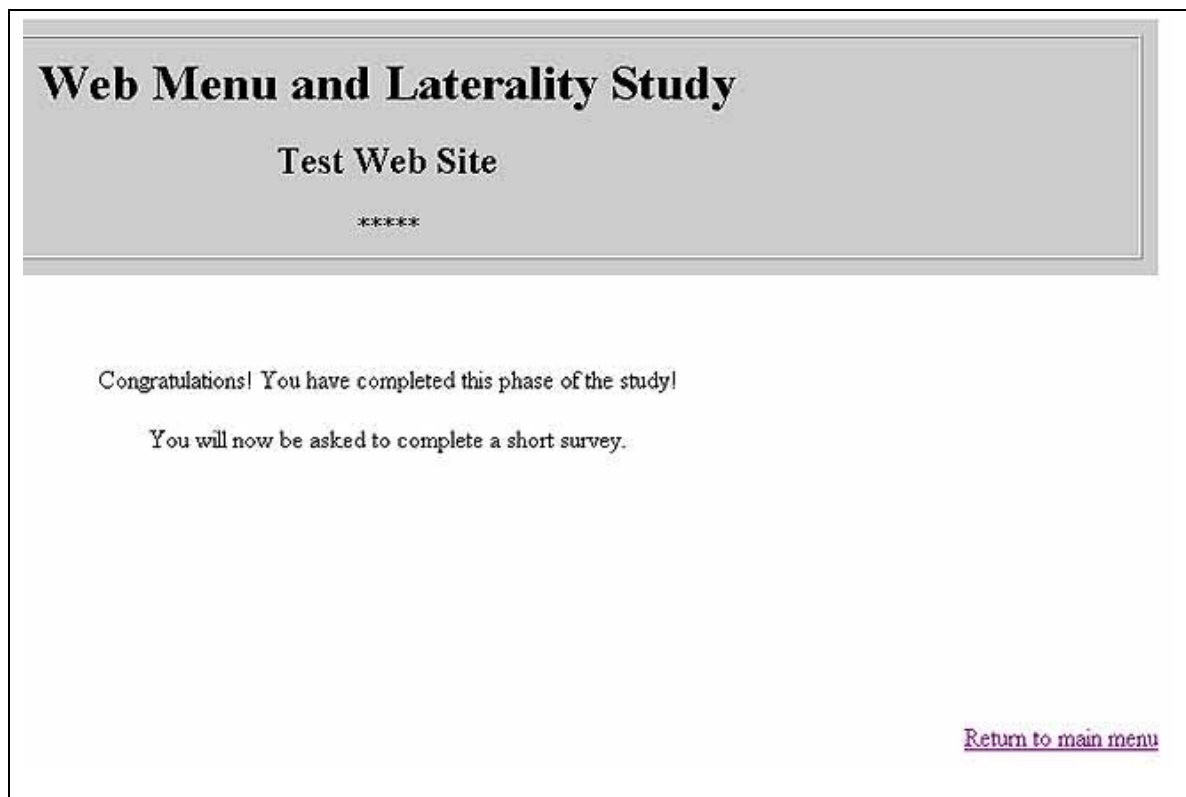 Web Menu and Laterality Study
Test Web Site
*****
Congratulations! You have completed this phase of the study!
You will now be asked to complete a short survey.
Return to main menu